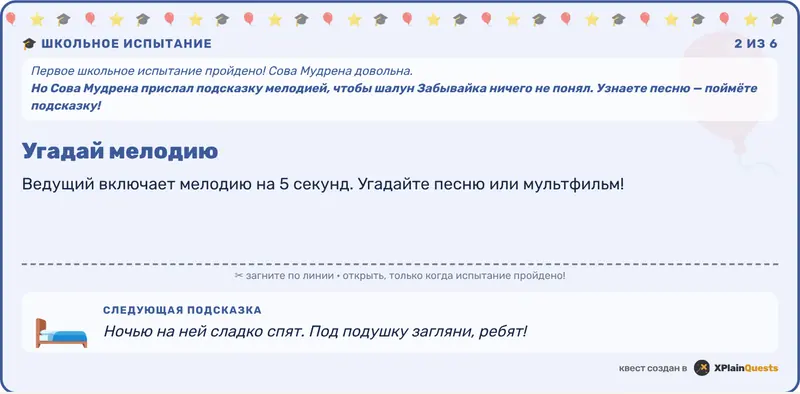 ШКОЛЬНОЕ ИСПЫТАНИЕ
2 ИЗ 6
Первое школьное испытание пройдено! Сова Мудрена довольна.
Но Сова Мудрена прислал подсказку мелодией, чтобы шалун Забывайка ничего не понял. Узнаете песню — поймёте
подсказку!
Угадай мелодию
Ведущий включает мелодию на 5 секунд. Угадайте песню или мультфильм!
✂ загните по линии · открыть, только когда испытание пройдено!
СЛЕДУЮЩАЯ ПОДСКАЗКА
Ночью на ней сладко спят. Под подушку загляни, ребят!
квест создан в XPlainQuests